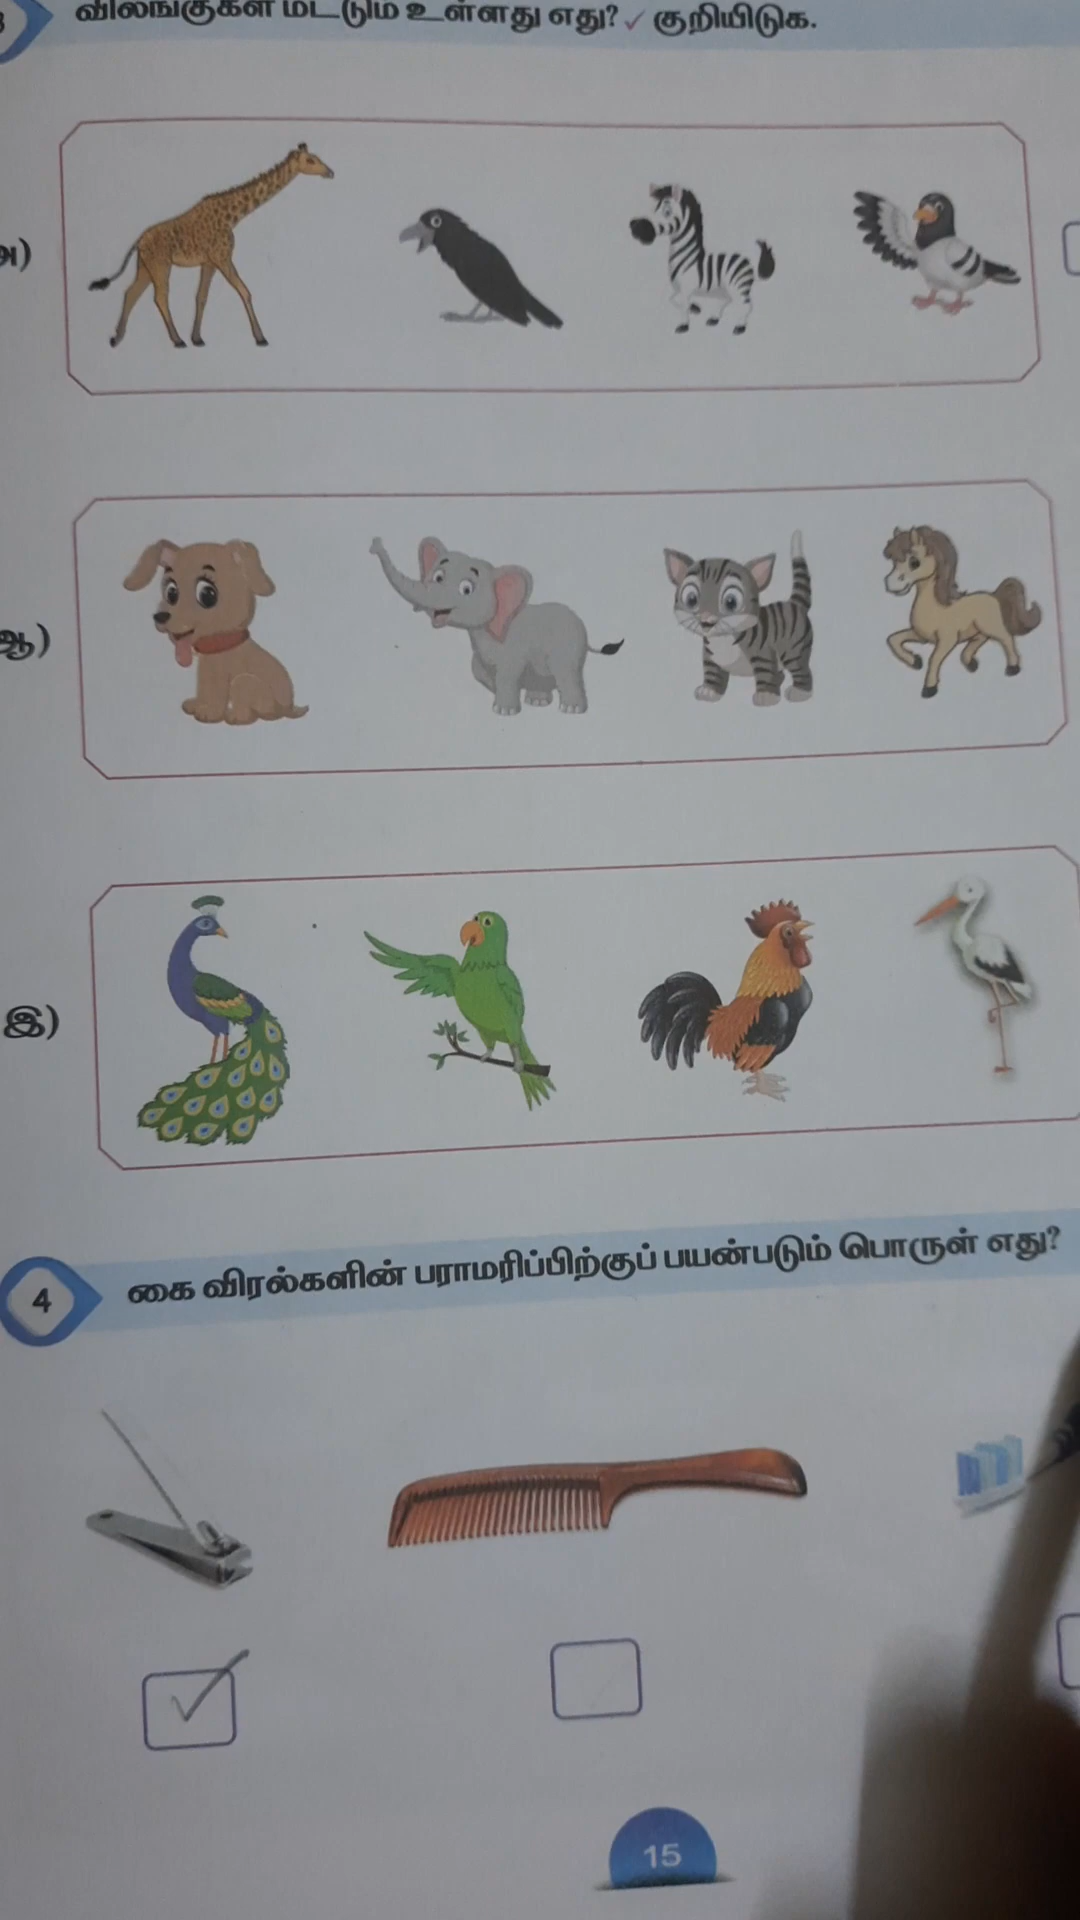 விலங்குகள் மட்டும் உள்ளது எது? ✓ குறியிடுக.
அ)
ஆ)
இ)
4 கை விரல்களின் பராமரிப்பிற்குப் பயன்படும் பொருள் எது?
15